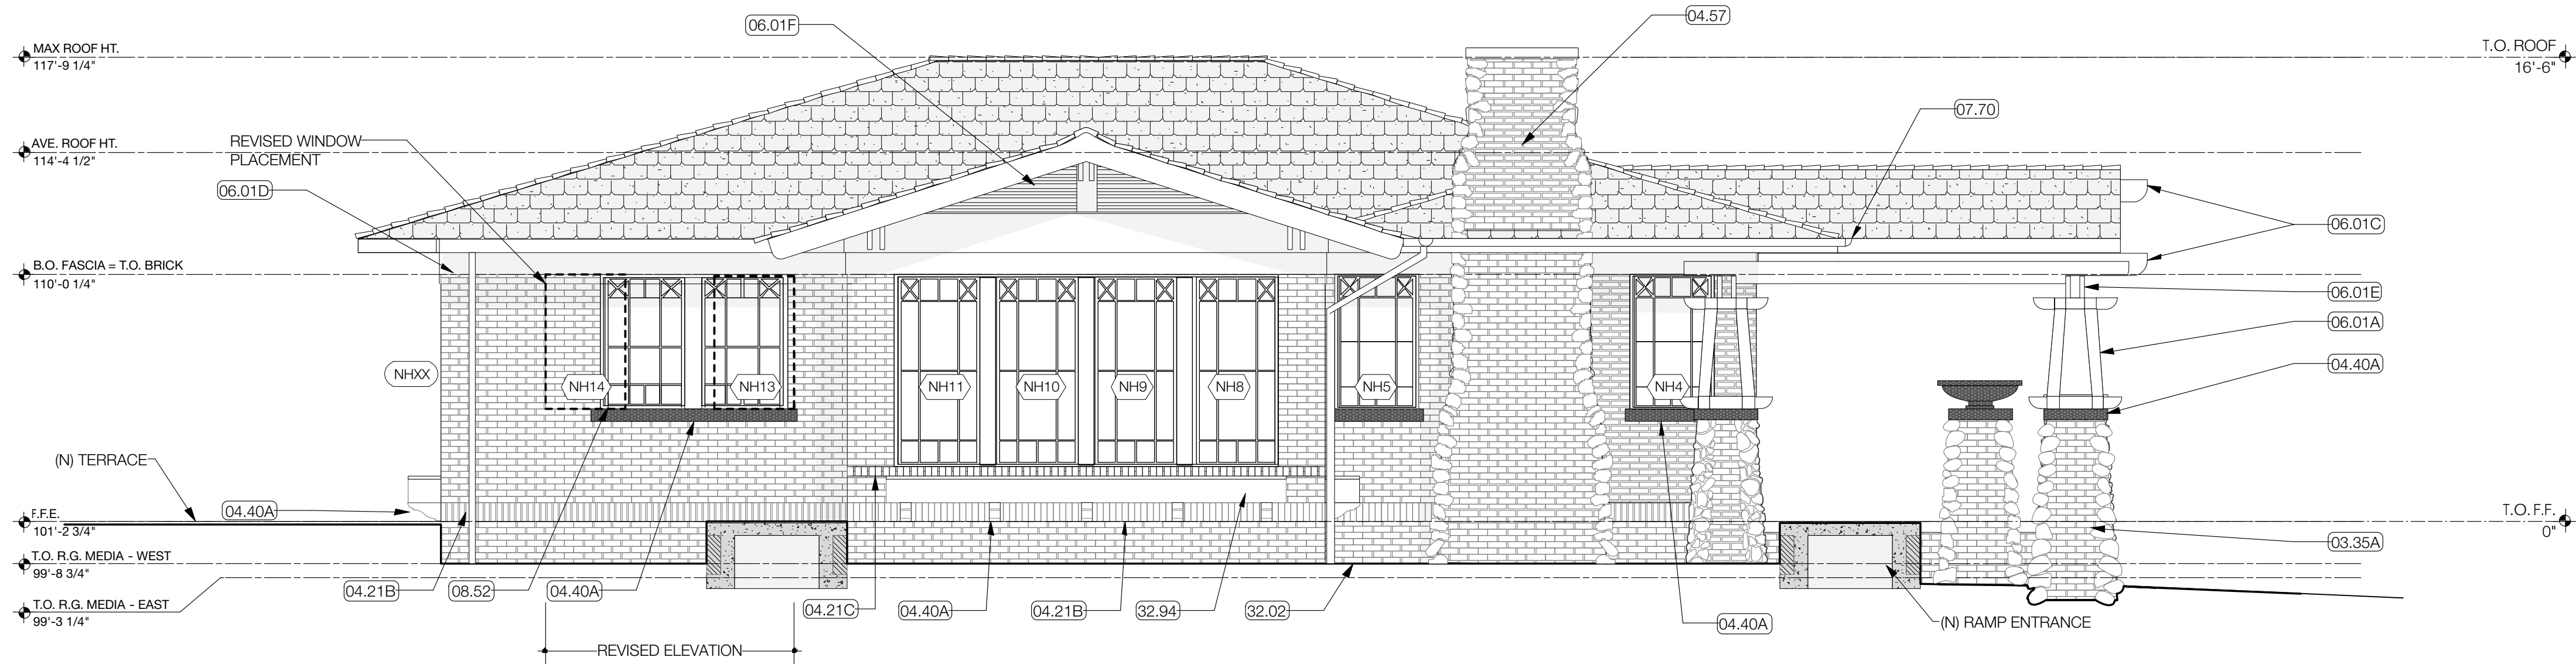 06.01F
04.57
MAX ROOF HT.
117'-9 1/4"
T.O. ROOF
16'-6"
07.70
REVISED WINDOW
PLACEMENT
AVE. ROOF HT.
114'-4 1/2"
06.01D
06.01C
B.O. FASCIA = T.O. BRICK
110'-0 1/4"
06.01E
06.01A
04.40A
NHXX
NH14
NH13
NH11
NH10
NH9
NH8
NH5
NH4
(N) TERRACE
04.40A
F.F.E.
101'-2 3/4"
T.O. F.F.
0"
03.35A
T.O. R.G. MEDIA - WEST
99'-8 3/4"
04.21B
08.52
04.40A
04.21C
04.40A
04.21B
32.94
32.02
04.40A
(N) RAMP ENTRANCE
T.O. R.G. MEDIA - EAST
99'-3 1/4"
REVISED ELEVATION